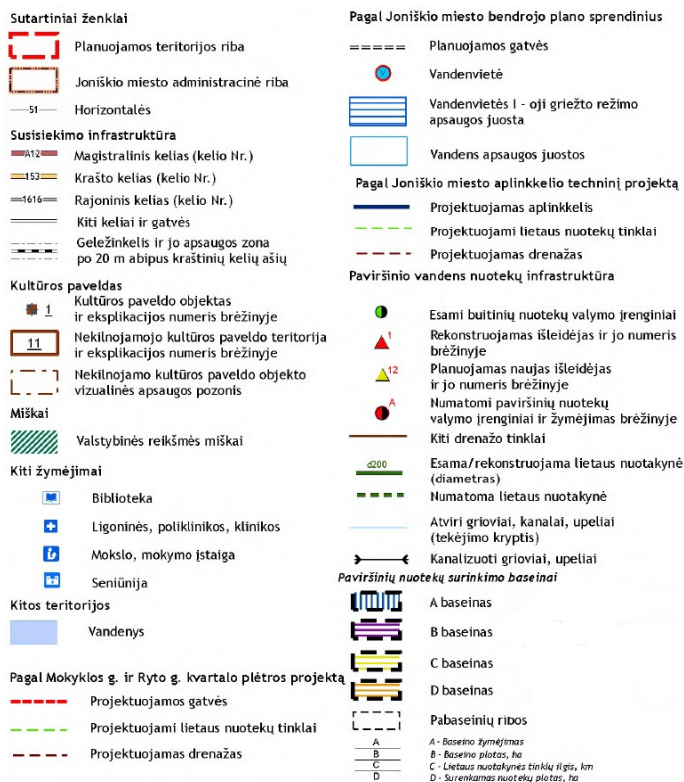 Sutartiniai ženklai
Planuojamos teritorijos riba
Joniškio miesto administracinė riba
51 Horizontalės
Susisiekimo infrastruktūra
A12 Magistralinis kelias (kelio Nr.)
153 Krašto kelias (kelio Nr.)
1616 Rajoninis kelias (kelio Nr.)
Kiti keliai ir gatvės
Geležinkelis ir jo apsaugos zona
po 20 m abipus kraštinių kelių ašių
Kultūros paveldas
1 Kultūros paveldo objektas
ir eksplikacijos numeris brėžinyje
11 Nekilnojamojo kultūros paveldo teritorija
ir eksplikacijos numeris brėžinyje
Nekilnojamo kultūros paveldo objekto
vizualinės apsaugos pozonis
Miškai
Valstybinės reikšmės miškai
Kiti žymėjimai
Biblioteka
Ligoninės, poliklinikos, klinikos
Mokslo, mokymo įstaiga
Seniūnija
Kitos teritorijos
Vandenys
Pagal Mokyklos g. ir Ryto g. kvartalo plėtros projektą
Projektuojamos gatvės
Projektuojami lietaus nuotekų tinklai
Projektuojamas drenažas
Pagal Joniškio miesto bendrojo plano sprendinius
Planuojamos gatvės
V Vandenvietė
Vandenvietės I - oji griežto režimo
apsaugos juosta
Vandens apsaugos juostos
Pagal Joniškio miesto aplinkkelio techninį projektą
Projektuojamas aplinkkelis
Projektuojami lietaus nuotekų tinklai
Projektuojamas drenažas
Paviršinio vandens nuotekų infrastruktūra
Esami buitinių nuotekų valymo įrenginiai
1 Rekonstruojamas išleidėjas ir jo numeris
brėžinyje
12 Planuojamas naujas išleidėjas
ir jo numeris brėžinyje
A Numatomi paviršinių nuotekų
valymo įrenginiai ir žymėjimas brėžinyje
Kiti drenažo tinklai
d200 Esama/rekonstruojama lietaus nuotakynė
(diametras)
Numatoma lietaus nuotakynė
Atviri grioviai, kanalai, upeliai
(tekėjimo kryptis)
Kanalizuoti grioviai, upeliai
Paviršinių nuotekų surinkimo baseinai
A baseinas
B baseinas
C baseinas
D baseinas
Pabaseinių ribos
A A - Baseino žymėjimas
B B - Baseino plotas, ha
C C - Lietaus nuotakynės tinklų ilgis, km
D D - Surenkamas nuotekų plotas, ha